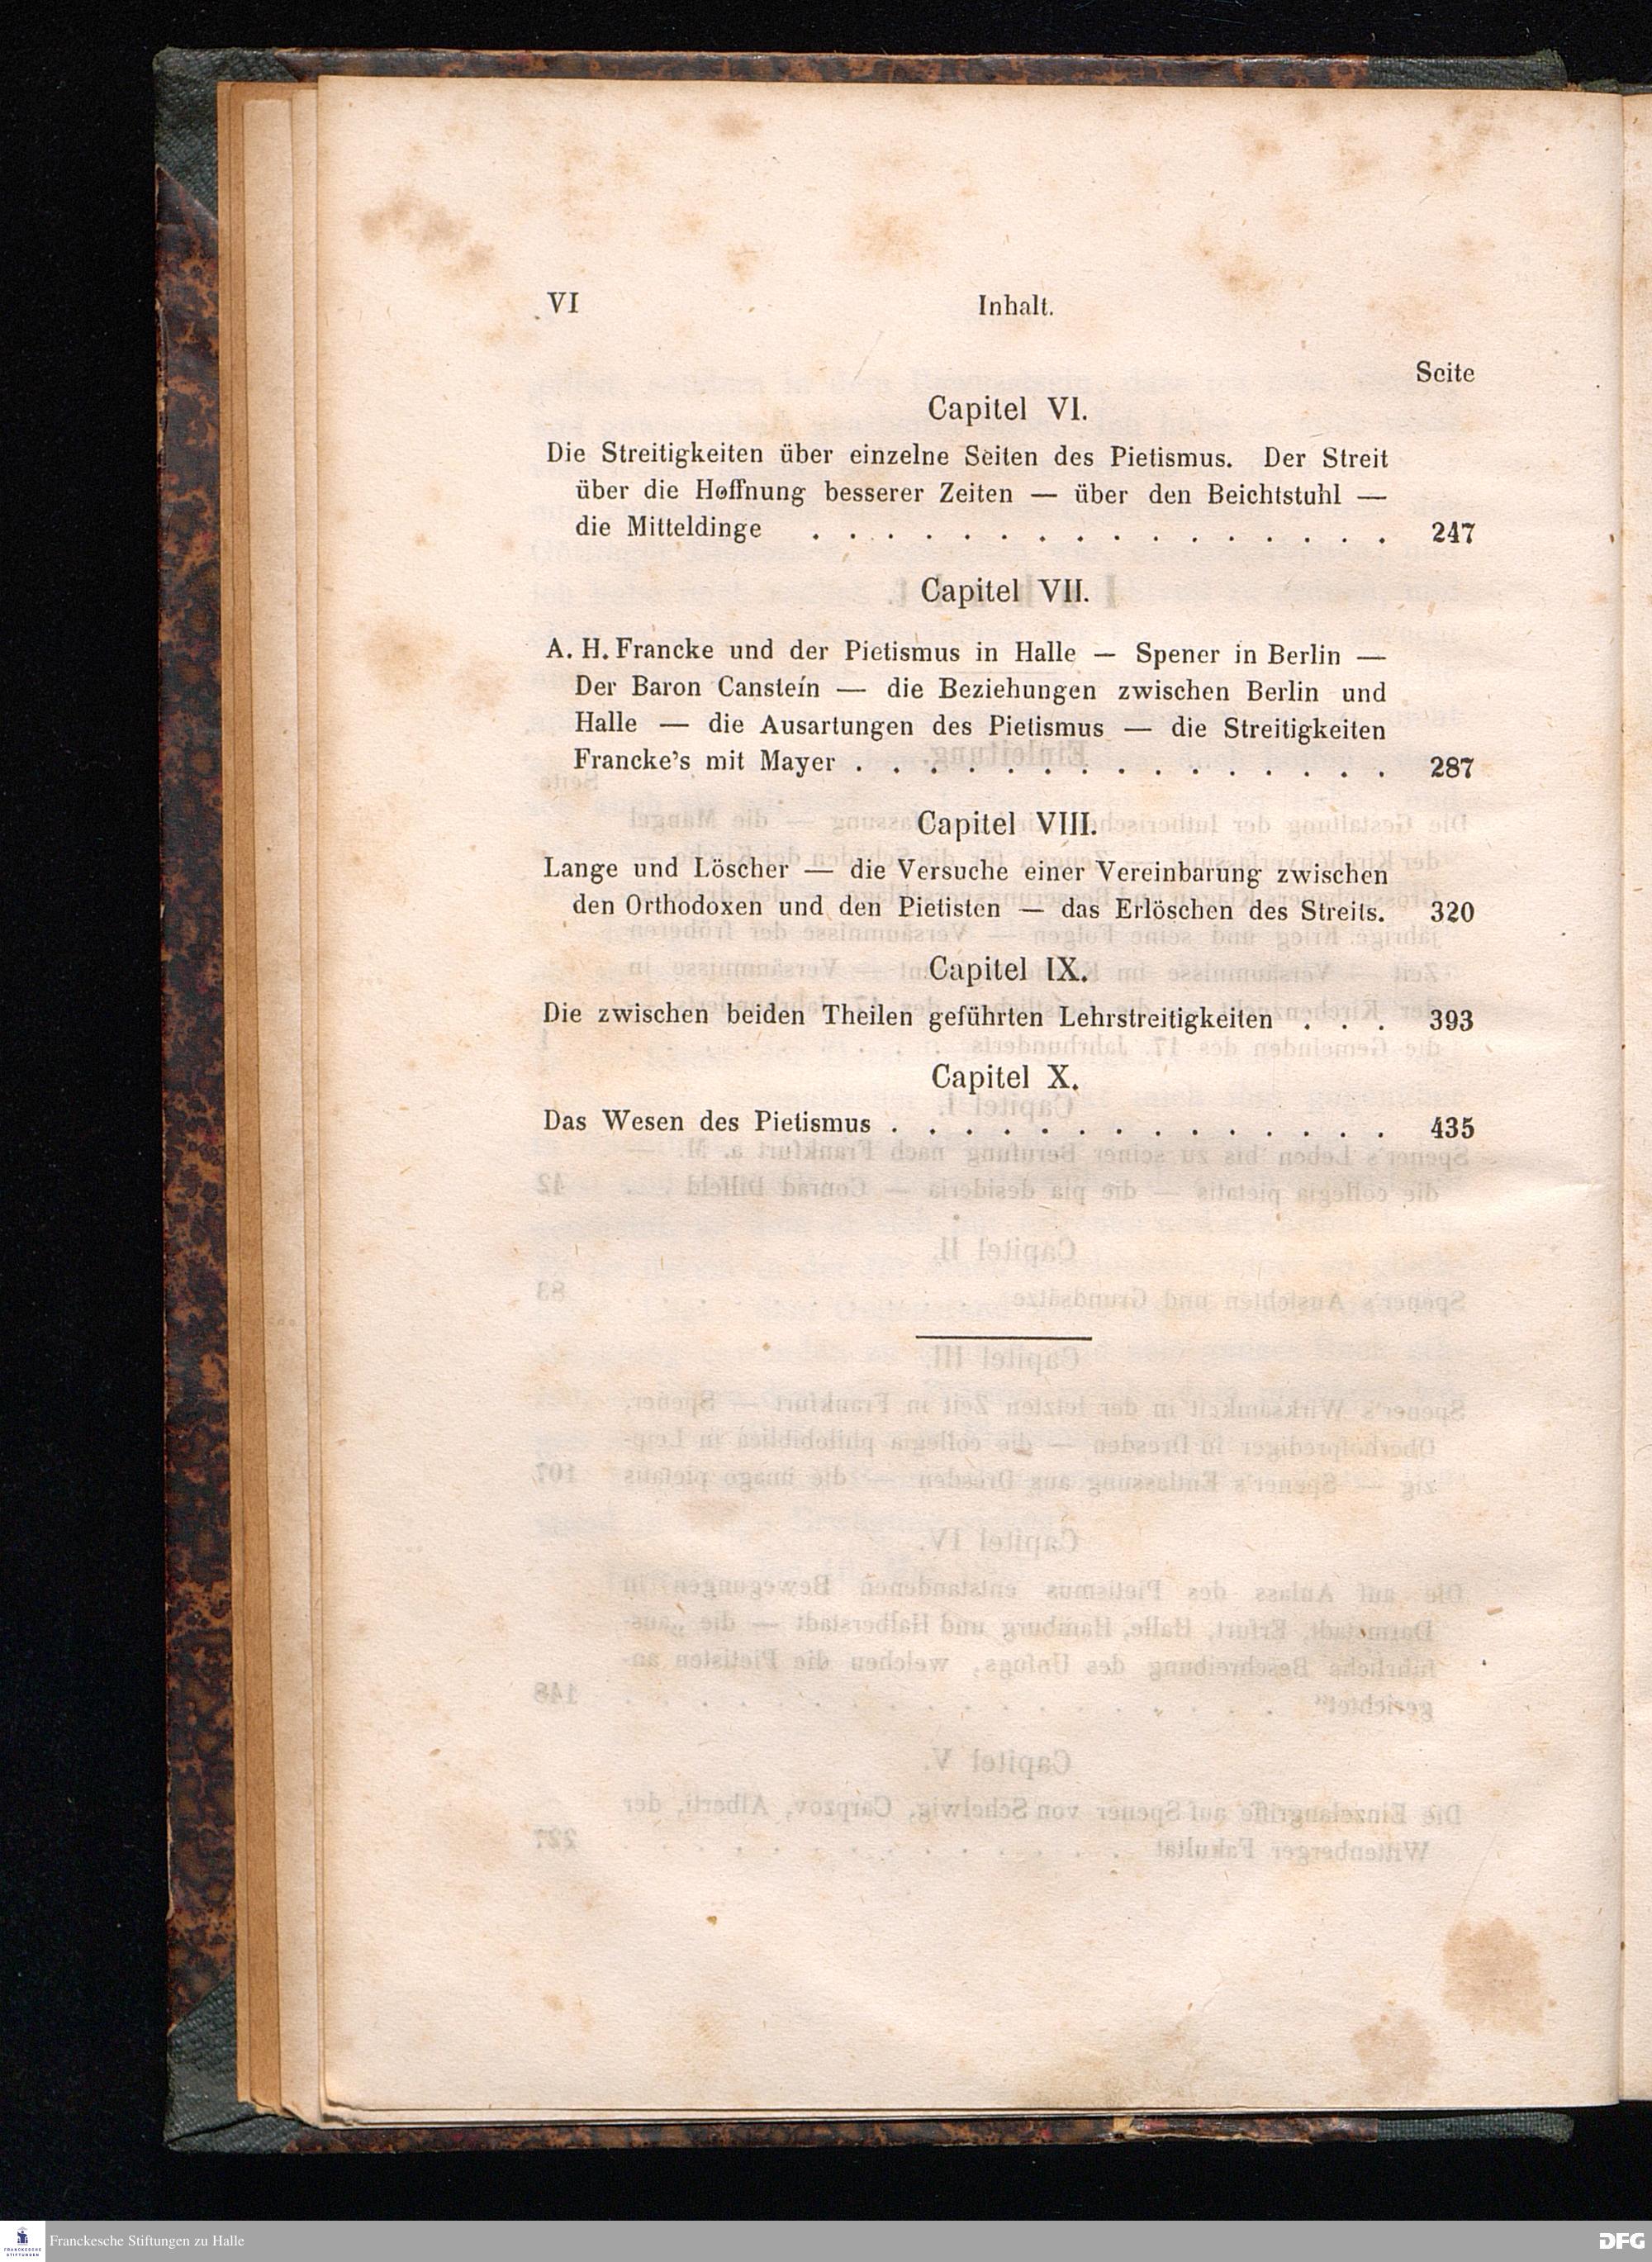 VI Inhalt.
Seite
Capitel VI.
Die Streitigkeiten über einzelne Seiten des Pietismus. Der Streit
über die Hoffnung besserer Zeiten — über den Beichtstuhl —
die Mitteldinge . . . . . . . . . . . . . . . . 247
Capitel VII.
A. H. Francke und der Pietismus in Halle — Spener in Berlin —
Der Baron Canstein — die Beziehungen zwischen Berlin und
Halle — die Ausartungen des Pietismus — die Streitigkeiten
Francke's mit Mayer . . . . . . . . . . . . . . . 287
Capitel VIII.
Lange und Löscher — die Versuche einer Vereinbarung zwischen
den Orthodoxen und den Pietisten — das Erlöschen des Streits. 320
Capitel IX.
Die zwischen beiden Theilen geführten Lehrstreitigkeiten . . . 393
Capitel X.
Das Wesen des Pietismus . . . . . . . . . . . . . . 435
Franckesche Stiftungen zu Halle
DFG